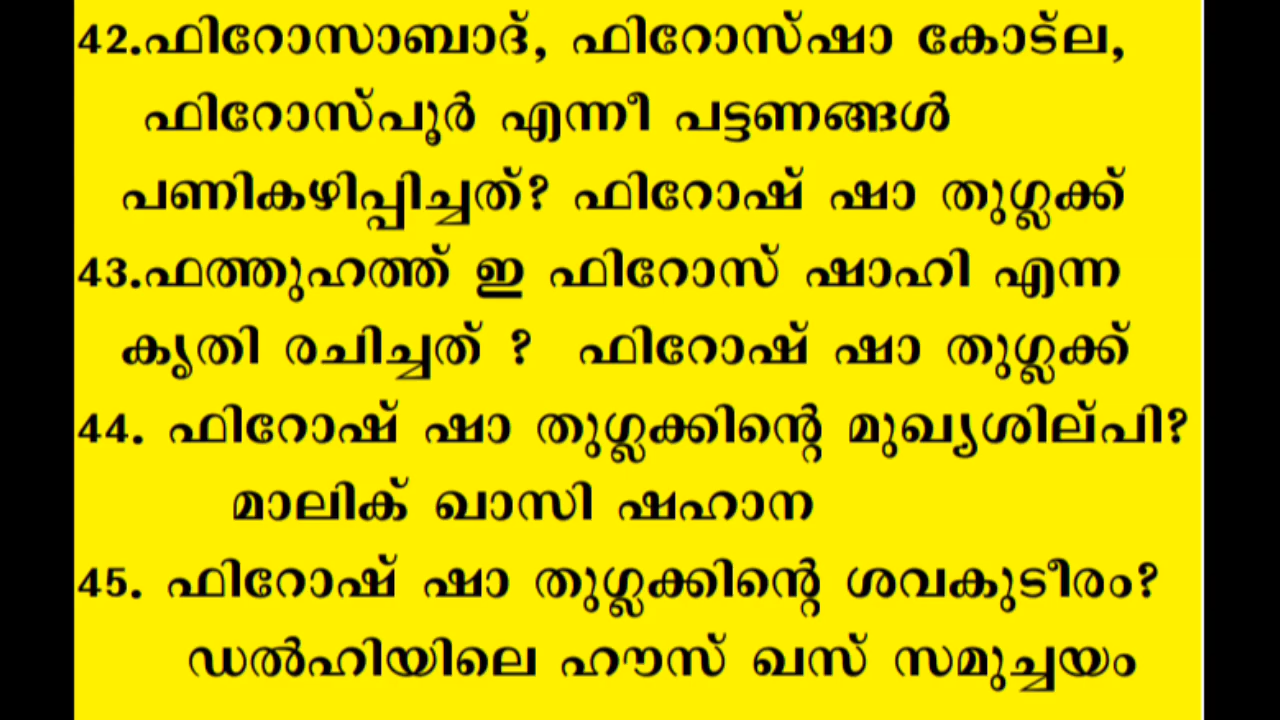 42.ഫിറോസാബാദ്, ഫിറോസ്ഷാ കോട്ല,
ഫിറോസ്പൂർ എന്നീ പട്ടണങ്ങൾ
പണികഴിപ്പിച്ചത്? ഫിറോഷ് ഷാ തുഗ്ലക്ക്
43.ഫത്തുഹത്ത് ഇ ഫിറോസ് ഷാഹി എന്ന
കൃതി രചിച്ചത് ? ഫിറോഷ് ഷാ തുഗ്ലക്ക്
44. ഫിറോഷ് ഷാ തുഗ്ലക്കിന്റെ മുഖ്യശില്പി?
മാലിക് ഖാസി ഷഹാന
45. ഫിറോഷ് ഷാ തുഗ്ലക്കിന്റെ ശവകുടീരം?
ഡൽഹിയിലെ ഹൗസ് ഖസ് സമുച്ചയം